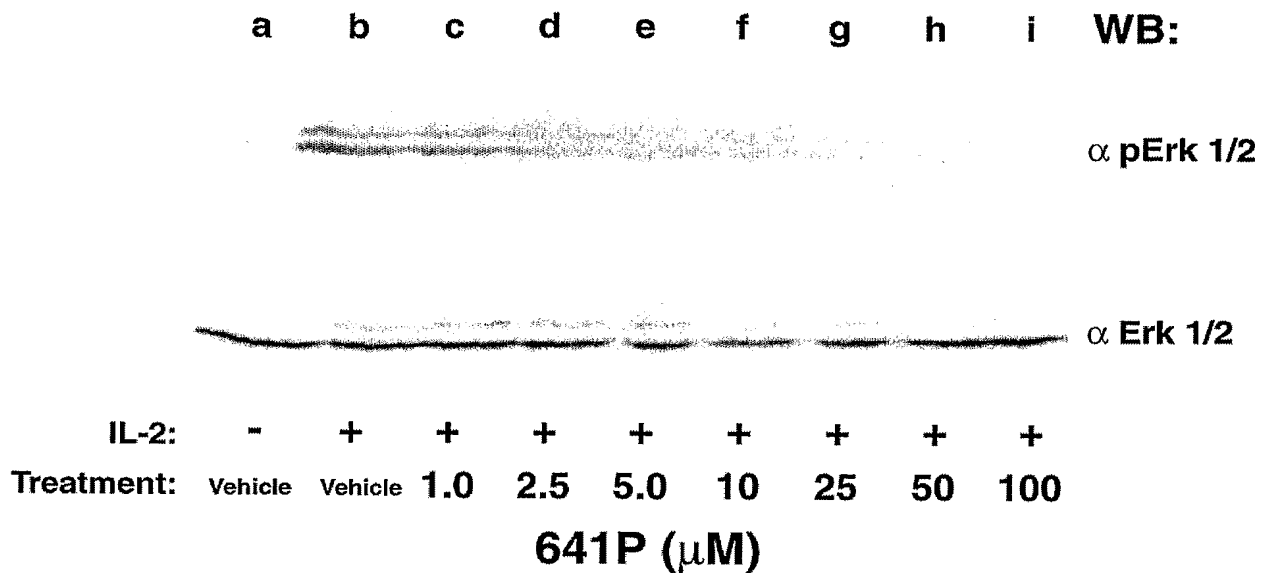 a b c d e f g h i WB:
α pErk 1/2
α Erk 1/2
IL-2: - + + + + + + + +
Treatment: Vehicle Vehicle 1.0 2.5 5.0 10 25 50 100
641P (μM)